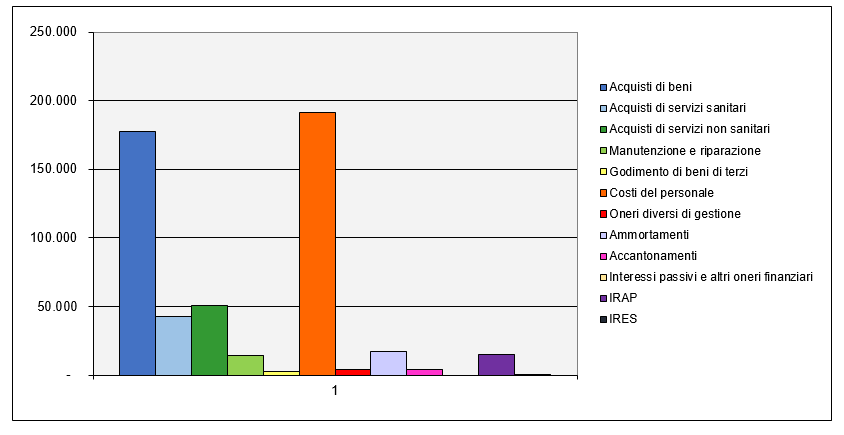 250.000
200.000
150.000
100.000
50.000
-
1
Acquisti di beni
Acquisti di servizi sanitari
Acquisti di servizi non sanitari
Manutenzione e riparazione
Godimento di beni di terzi
Costi del personale
Oneri diversi di gestione
Ammortamenti
Accantonamenti
Interessi passivi e altri oneri finanziari
IRAP
IRES